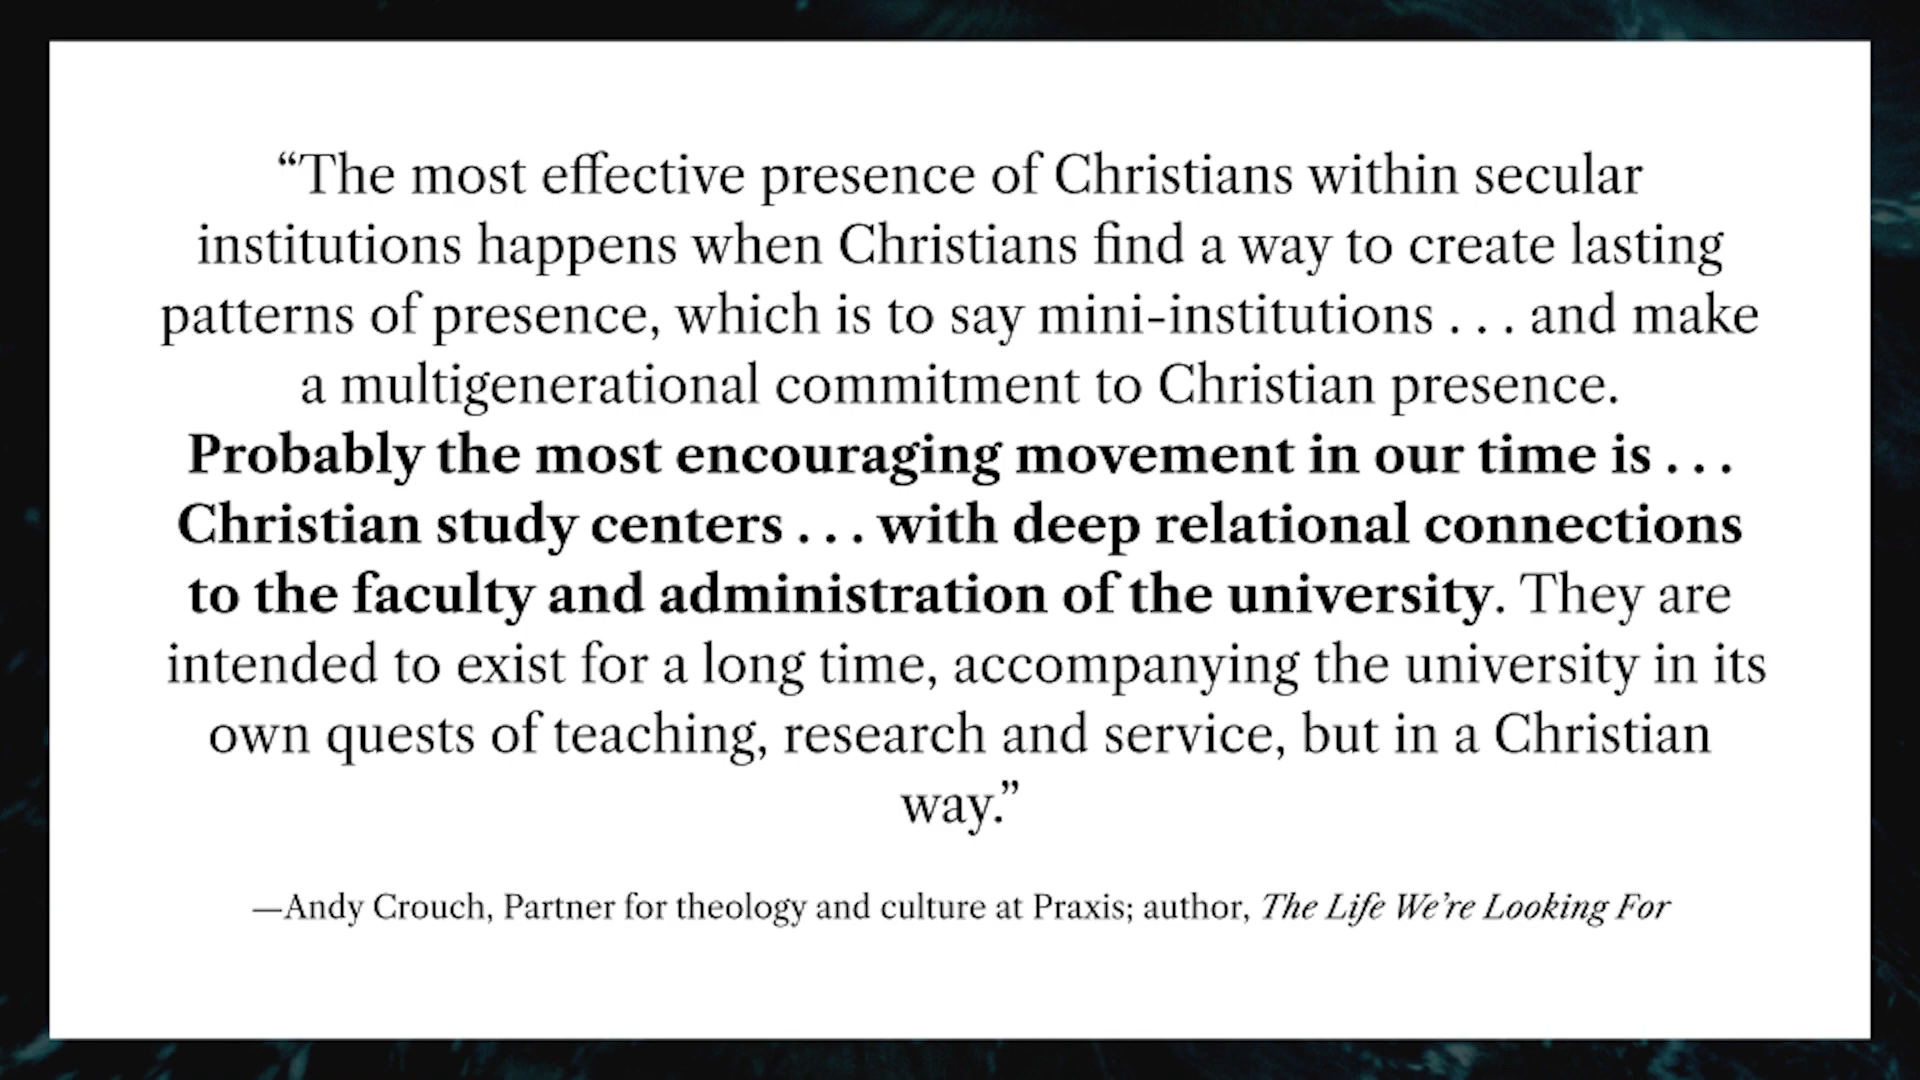 “The most effective presence of Christians within secular
institutions happens when Christians find a way to create lasting
patterns of presence, which is to say mini-institutions . . . and make
a multigenerational commitment to Christian presence.
Probably the most encouraging movement in our time is . . .
Christian study centers . . . with deep relational connections
to the faculty and administration of the university. They are
intended to exist for a long time, accompanying the university in its
own quests of teaching, research and service, but in a Christian
way.”
—Andy Crouch, Partner for theology and culture at Praxis; author, The Life We’re Looking For